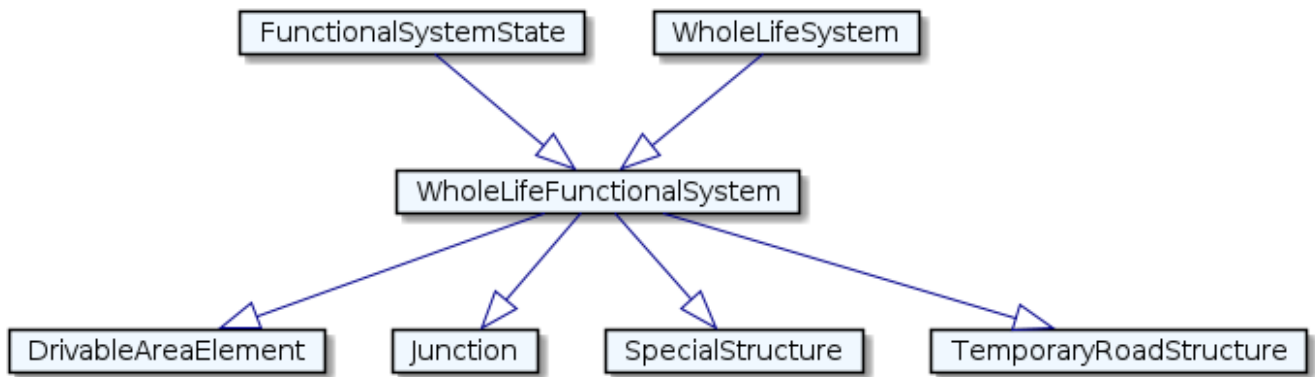 FunctionalSystemState
WholeLifeSystem
WholeLifeFunctionalSystem
DrivableAreaElement
Junction
SpecialStructure
TemporaryRoadStructure